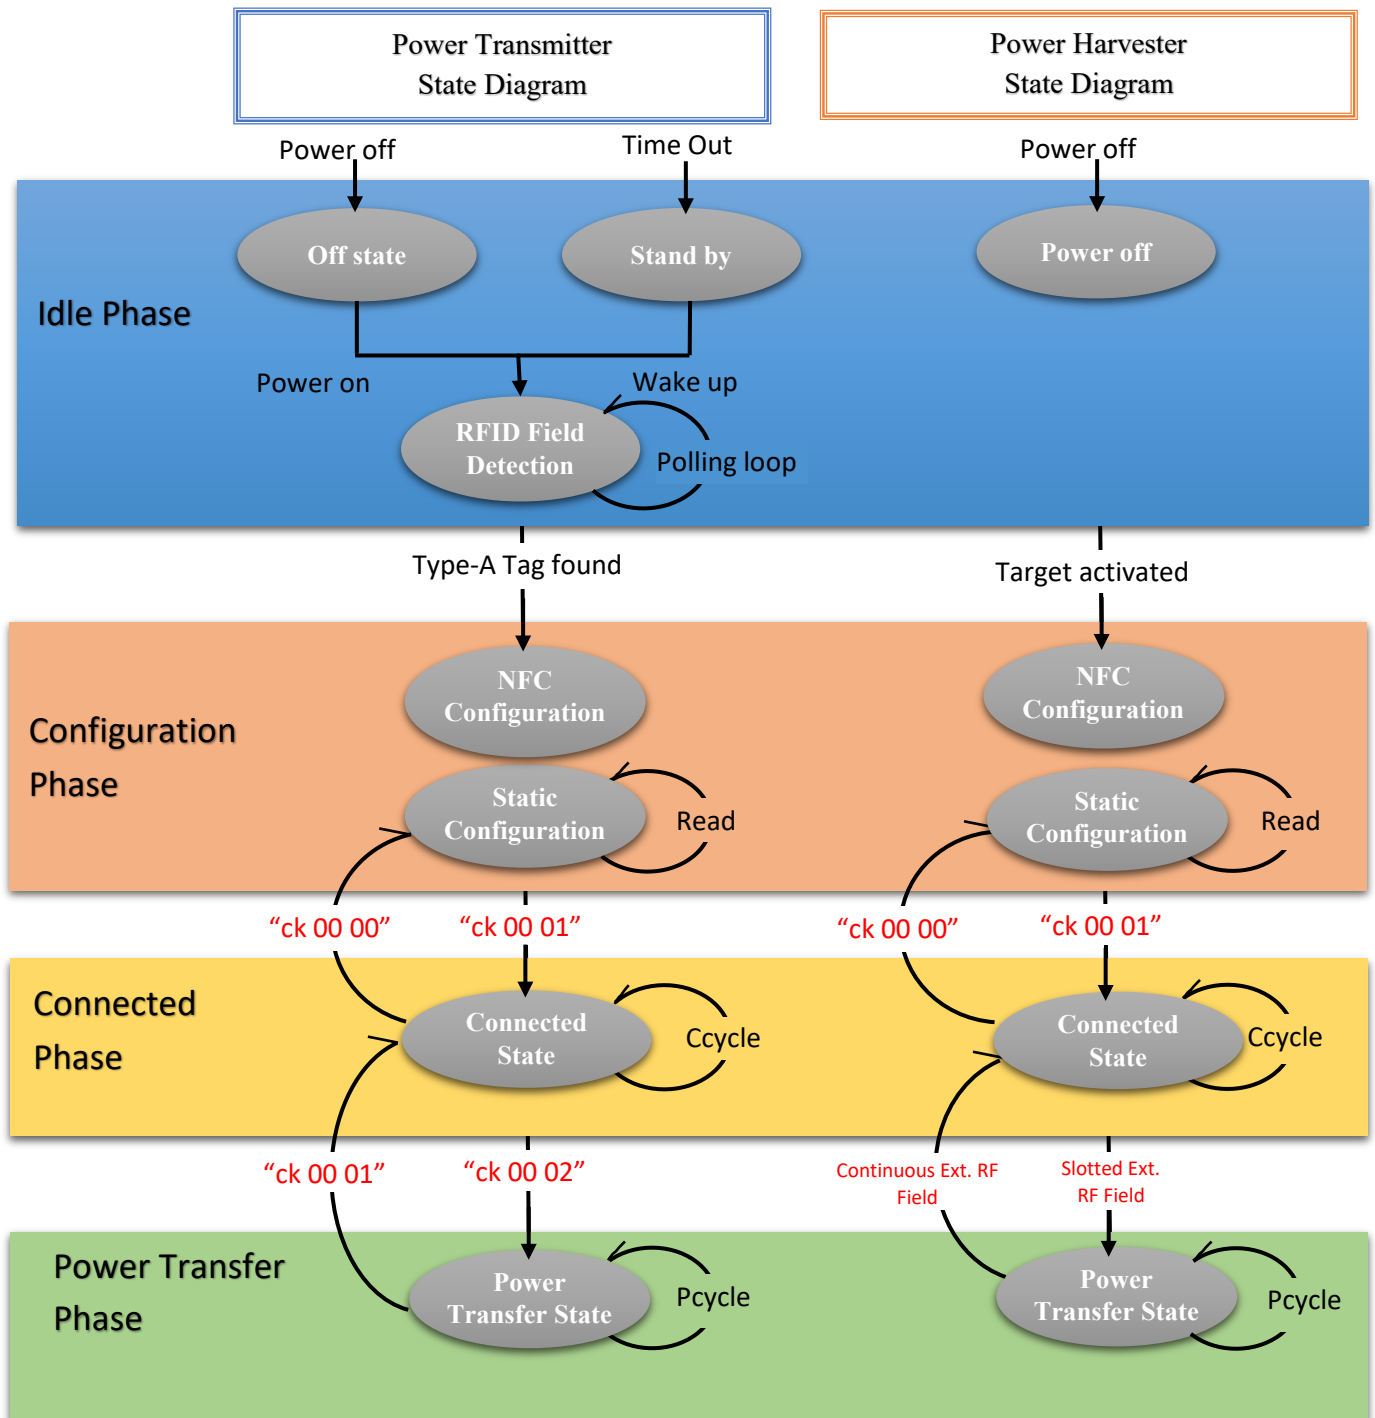 Power Transmitter
State Diagram
Power Harvester
State Diagram
Power off
Time Out
Power off
Off state
Stand by
Power off
Idle Phase
Power on
Wake up
RFID Field
Detection
Polling loop
Type-A Tag found
Target activated
Configuration
Phase
NFC
Configuration
NFC
Configuration
Static
Configuration
Read
Static
Configuration
Read
“ck 00 00”
“ck 00 01”
“ck 00 00”
“ck 00 01”
Connected
Phase
Connected
State
Ccycle
Connected
State
Ccycle
“ck 00 01”
“ck 00 02”
Continuous Ext. RF
Field
Slotted Ext.
RF Field
Power Transfer
Phase
Power
Transfer State
Pcycle
Power
Transfer State
Pcycle